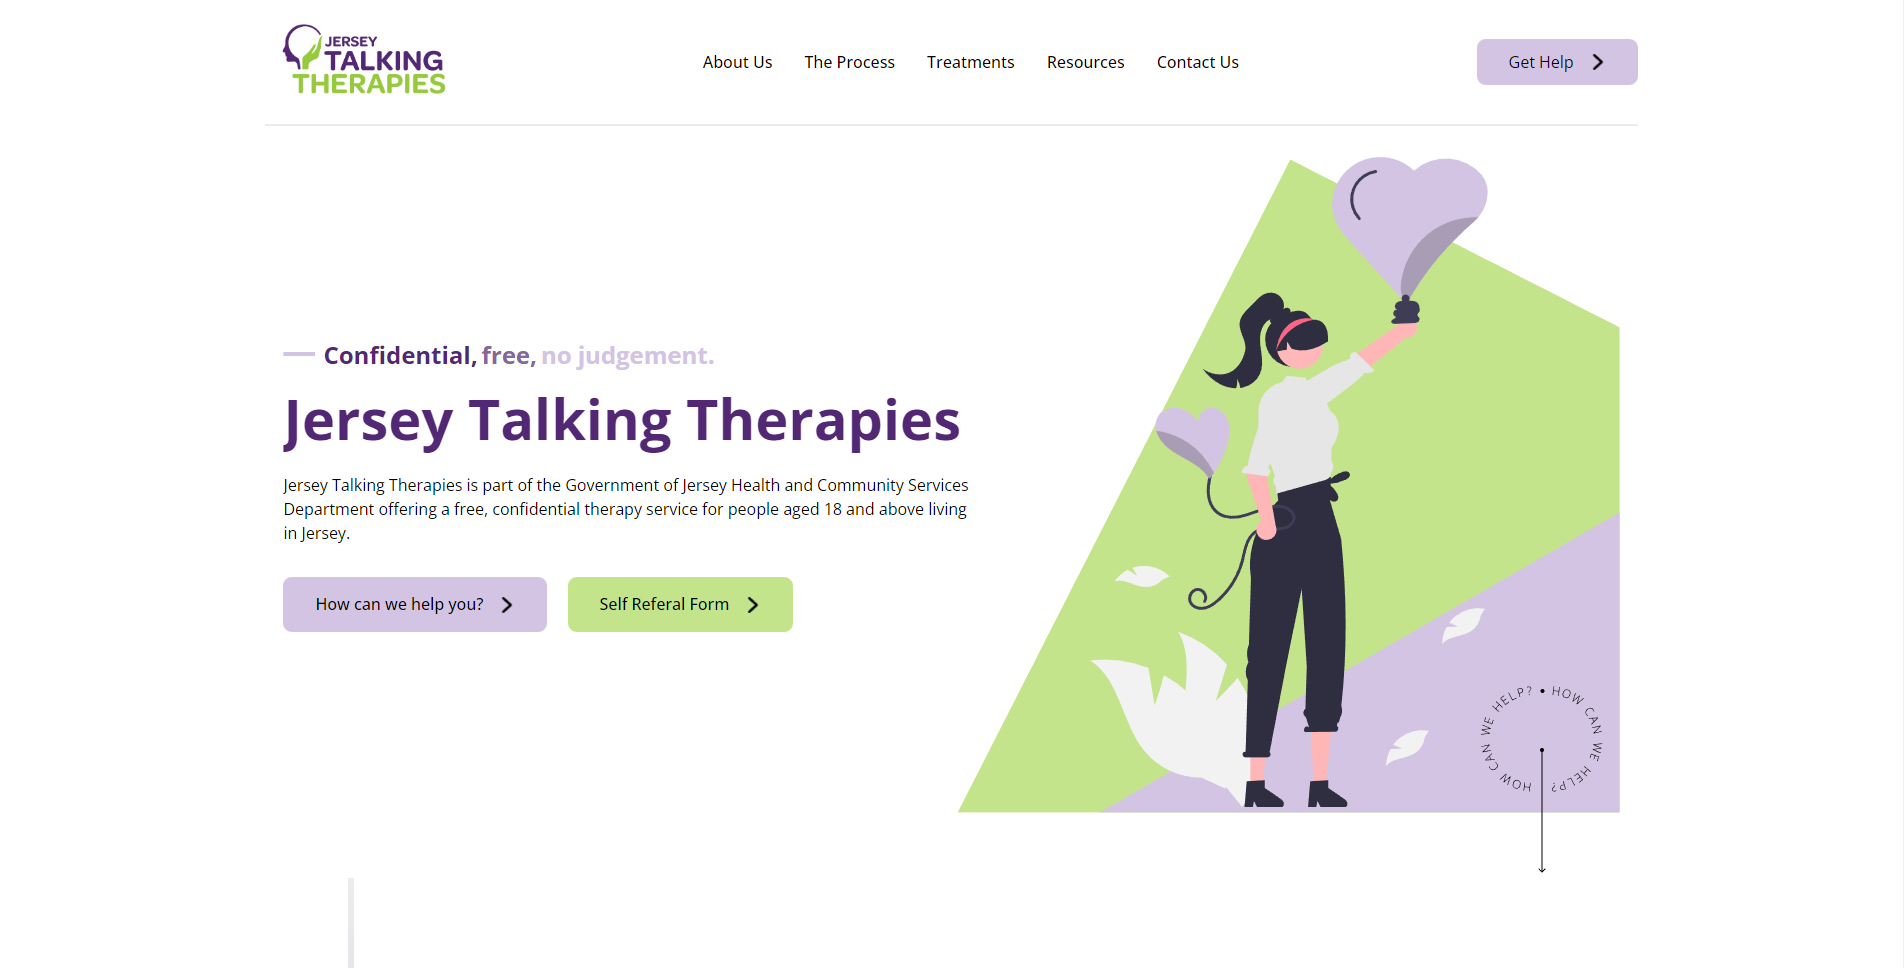 JERSEY
TALKING
THERAPIES
About Us
The Process
Treatments
Resources
Contact Us
Get Help
Confidential, free, no judgement.
Jersey Talking Therapies
Jersey Talking Therapies is part of the Government of Jersey Health and Community Services
Department offering a free, confidential therapy service for people aged 18 and above living
in Jersey.
How can we help you?
Self Referal Form
HOW CAN WE HELP? • HOW CAN WE HELP?